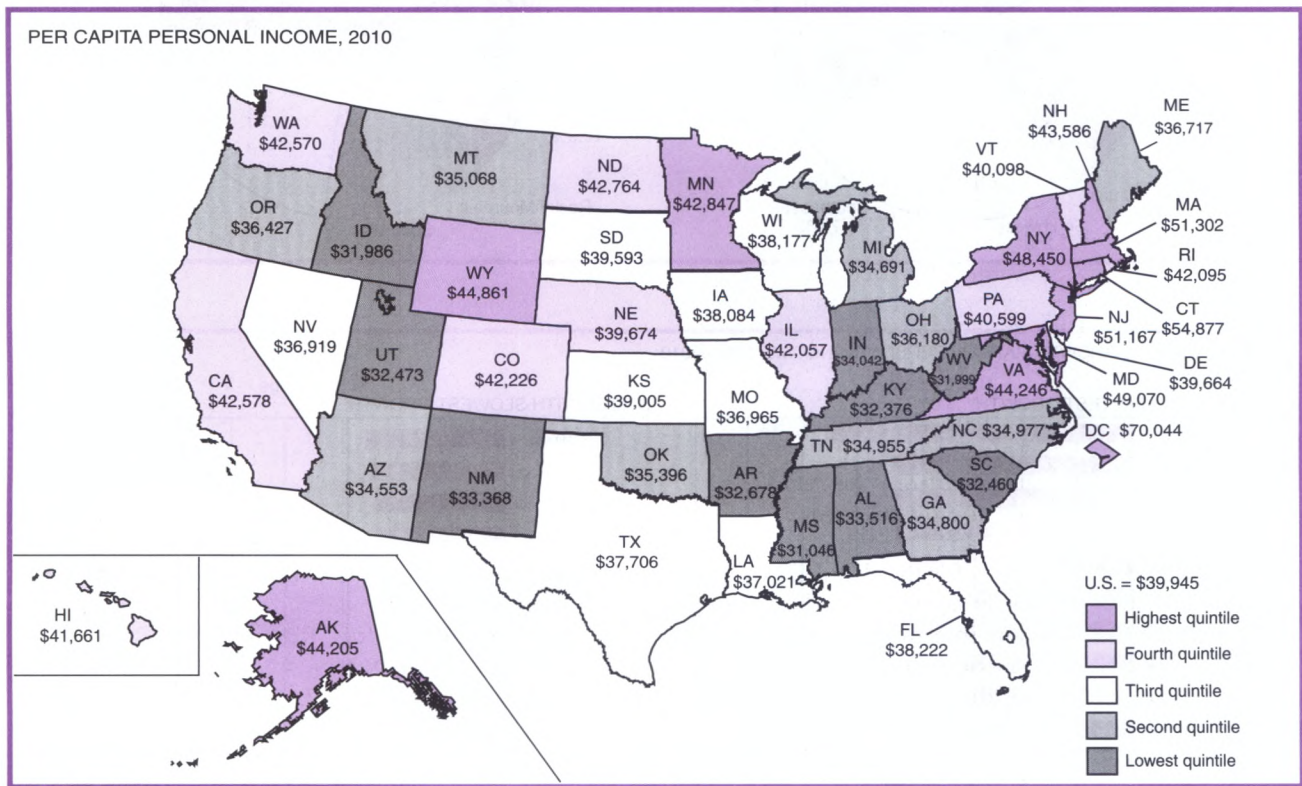 PER CAPITA PERSONAL INCOME, 2010
WA
$42,570
MT
$35,068
ND
$42,764
MN
$42,847
OR
$36,427
ID
$31,986
WY
$44,861
SD
$39,593
WI
$38,177
MI
$34,691
NH
$43,586
ME
$36,717
VT
$40,098
MA
$51,302
NY
$48,450
RI
$42,095
CT
$54,877
NJ
$51,167
PA
$40,599
DE
$39,664
MD
$49,070
DC $70,044
NV
$36,919
UT
$32,473
CO
$42,226
NE
$39,674
IA
$38,084
IL
$42,057
IN
$34,042
OH
$36,180
WV
$31,999
VA
$44,246
CA
$42,578
KS
$39,005
MO
$36,965
KY
$32,376
TN $34,955
NC $34,977
AZ
$34,553
NM
$33,368
OK
$35,396
AR
$32,678
SC
$32,460
MS
$31,046
AL
$33,516
GA
$34,800
TX
$37,706
LA
$37,021
FL
$38,222
HI
$41,661
AK
$44,205
U.S. = $39,945
Highest quintile
Fourth quintile
Third quintile
Second quintile
Lowest quintile